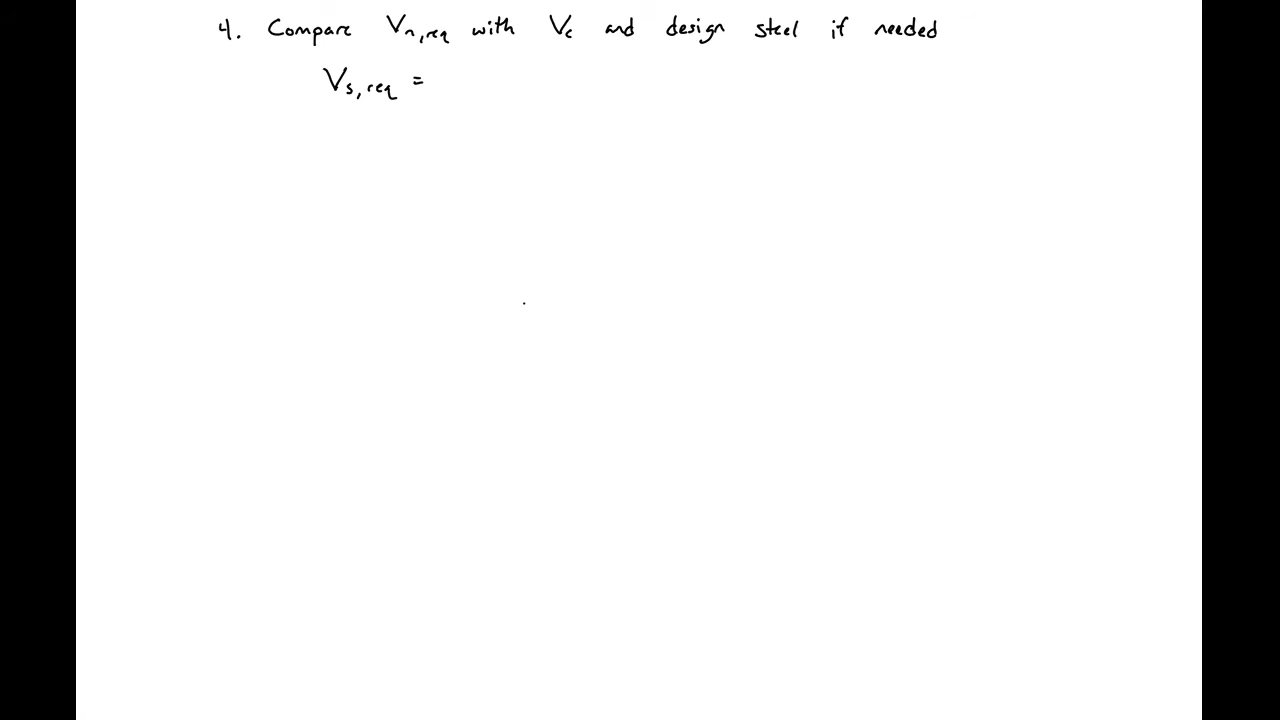 4. Compare Vn,req with Vc and design steel if needed
Vs,req =